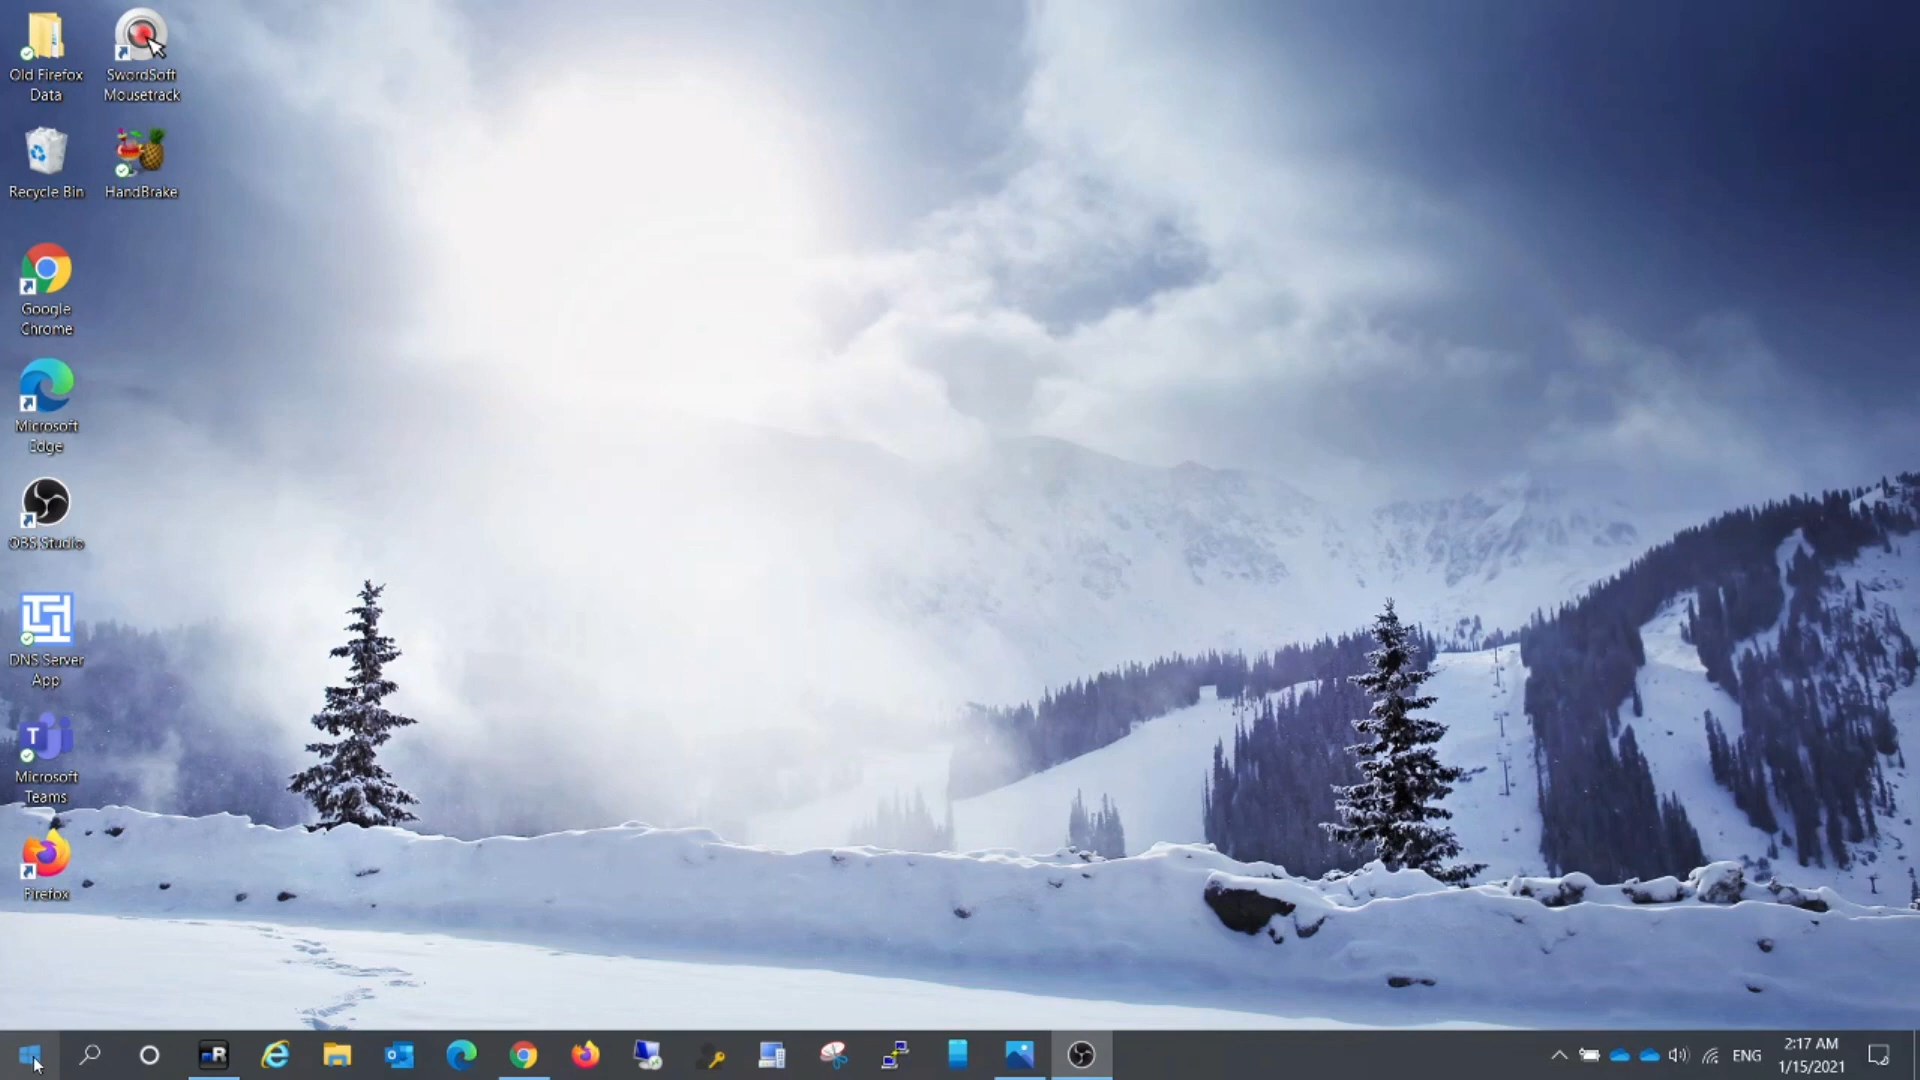 Old Firefox
Data
SwordSoft
Mousetrack
Recycle Bin
HandBrake
Google
Chrome
Microsoft
Edge
OBS Studio
DNS Server
App
T
Microsoft
Teams
Firefox
R
ENG
2:17 AM
1/15/2021